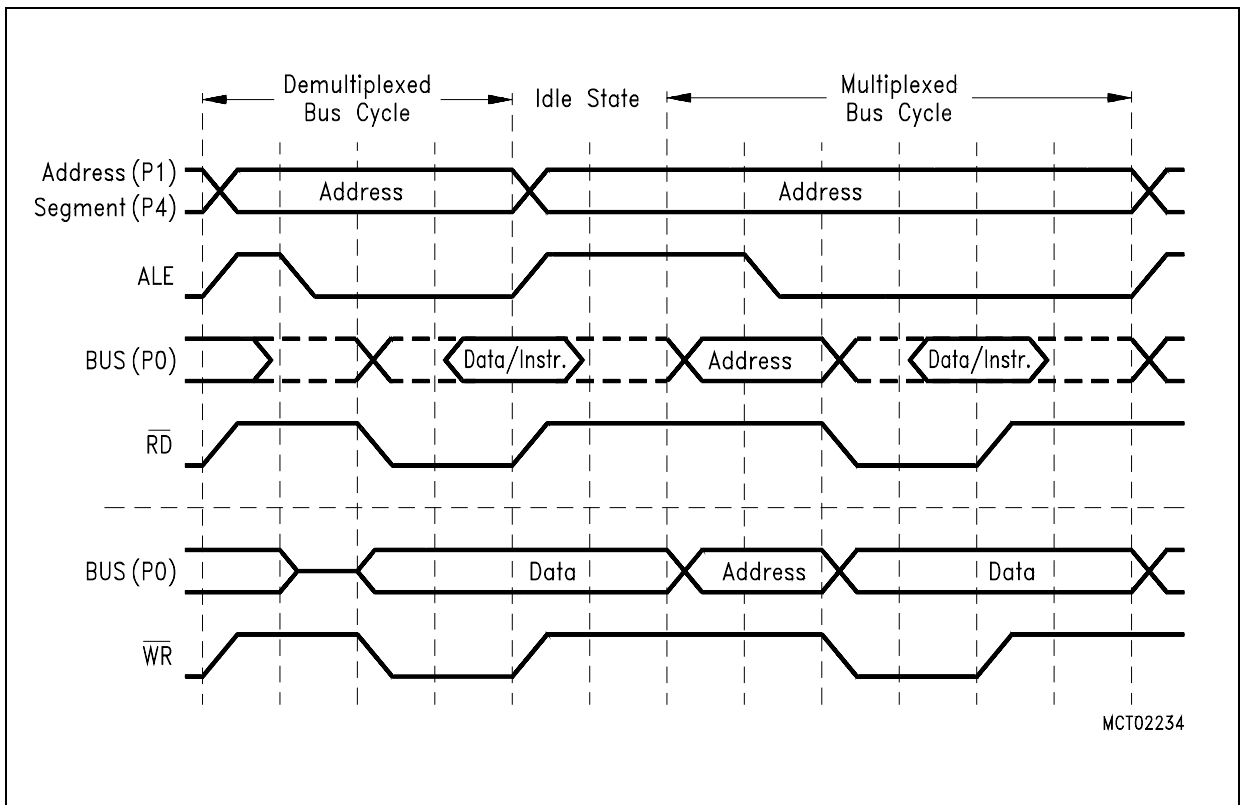 Demultiplexed
Bus Cycle
Idle State
Multiplexed
Bus Cycle
Address (P1)
Segment (P4)
Address
Address
ALE
BUS (P0)
Data/Instr.
Address
Data/Instr.
RD
BUS (P0)
Data
Address
Data
WR
MCT02234